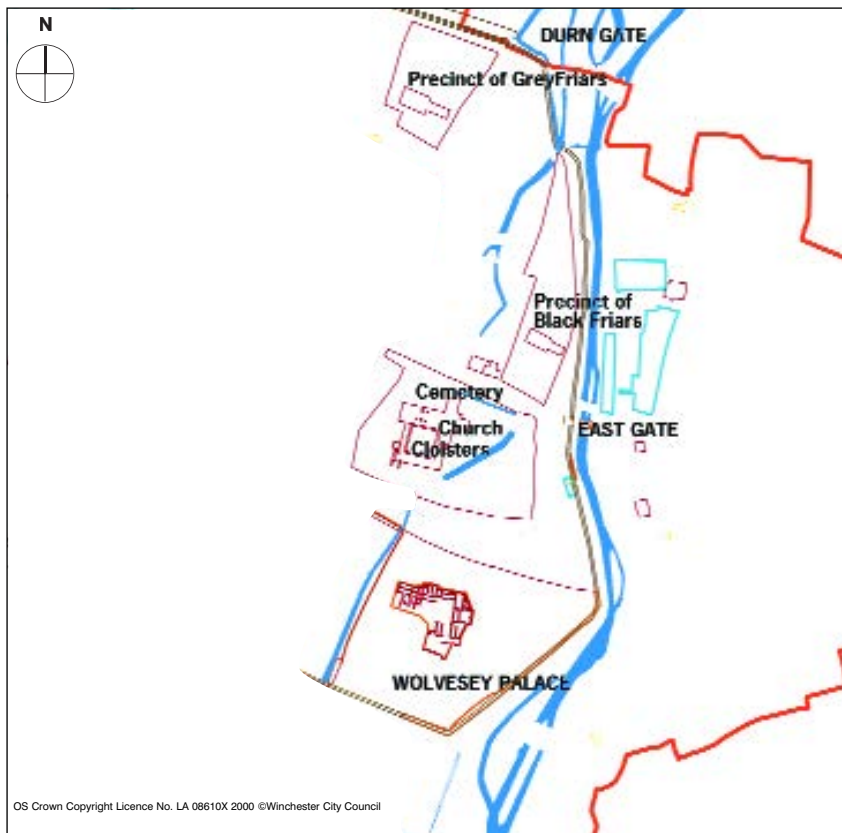 N
DURN GATE
Precinct of GreyFriars
Precinct of
Black Friars
Cemetery
Church
Cloisters
EAST GATE
WOLVESEY PALACE
OS Crown Copyright Licence No. LA 08610X 2000 ©Winchester City Council